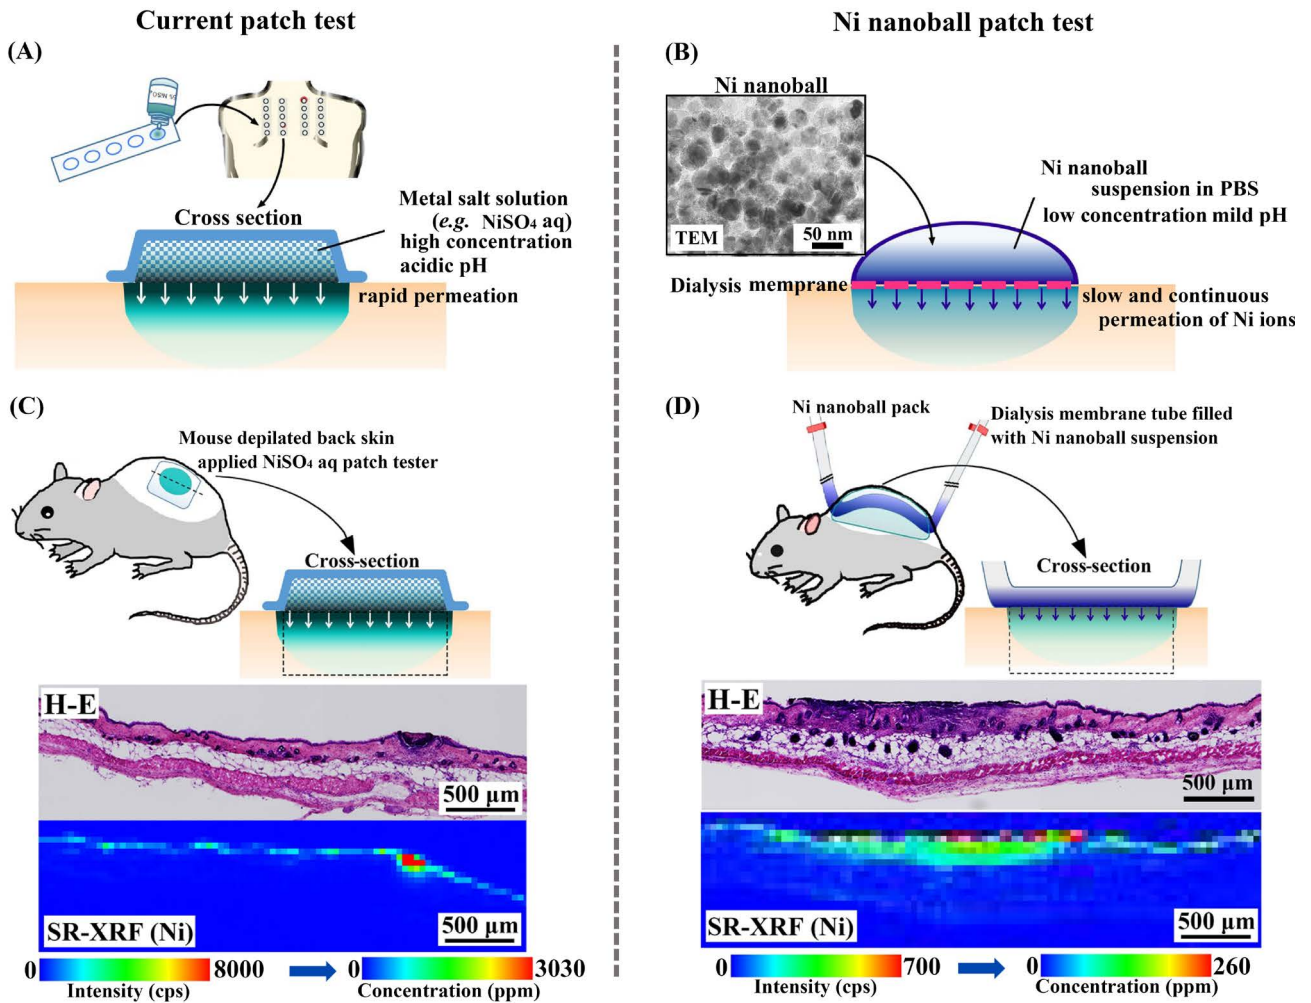 Current patch test
Ni nanoball patch test
(A)
5% NiSO₄
Cross section
Metal salt solution
(e.g. NiSO₄ aq)
high concentration
acidic pH
rapid permeation
(B)
Ni nanoball
TEM
50 nm
Ni nanoball
suspension in PBS
low concentration mild pH
Dialysis membrane
slow and continuous
permeation of Ni ions
(C)
Mouse depilated back skin
applied NiSO₄ aq patch tester
Cross-section
H-E
500 μm
SR-XRF (Ni)
500 μm
0
8000
Intensity (cps)
0
3030
Concentration (ppm)
(D)
Ni nanoball pack
Dialysis membrane tube filled
with Ni nanoball suspension
Cross-section
H-E
500 μm
SR-XRF (Ni)
500 μm
0
700
Intensity (cps)
0
260
Concentration (ppm)